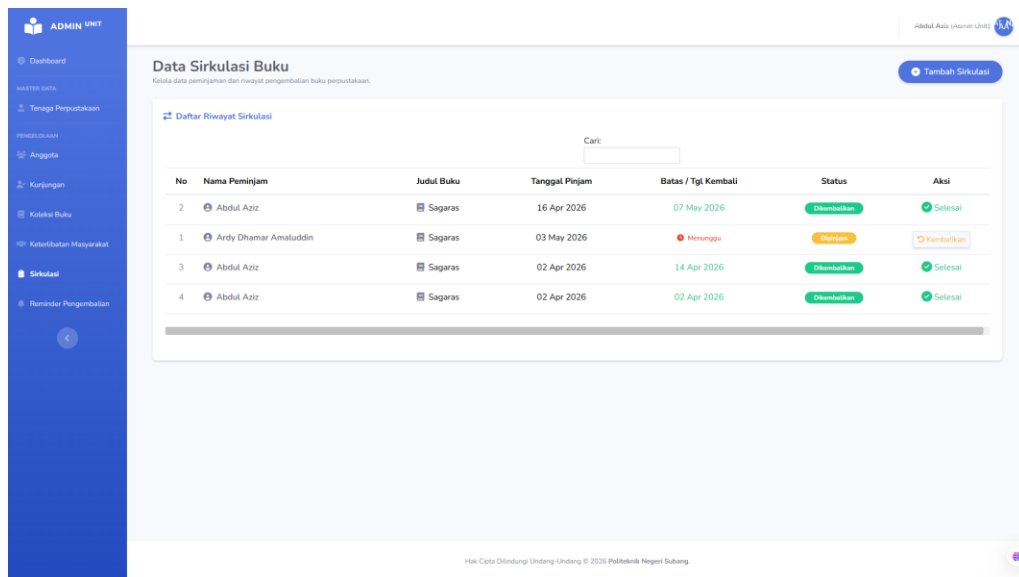 ADMIN UNIT
Abdul Aziz (Admin Unit)
Dashboard
MASTER DATA
Tenaga Perpustakaan
PENGELOLAAN
Anggota
Kunjungan
Koleksi Buku
Keterlibatan Masyarakat
Sirkulasi
Reminder Pengembalian
Data Sirkulasi Buku
Kelola data peminjaman dan riwayat pengembalian buku perpustakaan.
Tambah Sirkulasi
Daftar Riwayat Sirkulasi
Cari:
No Nama Peminjam Judul Buku Tanggal Pinjam Batas / Tgl Kembali Status Aksi
2 Abdul Aziz Sagaras 16 Apr 2026 07 May 2026 Dikembalikan Selesai
1 Ardy Dhamar Amaluddin Sagaras 03 May 2026 Menunggu Dipinjam Kembalikan
3 Abdul Aziz Sagaras 02 Apr 2026 14 Apr 2026 Dikembalikan Selesai
4 Abdul Aziz Sagaras 02 Apr 2026 02 Apr 2026 Dikembalikan Selesai
Hak Cipta Dilindungi Undang-Undang © 2026 Politeknik Negeri Subang.